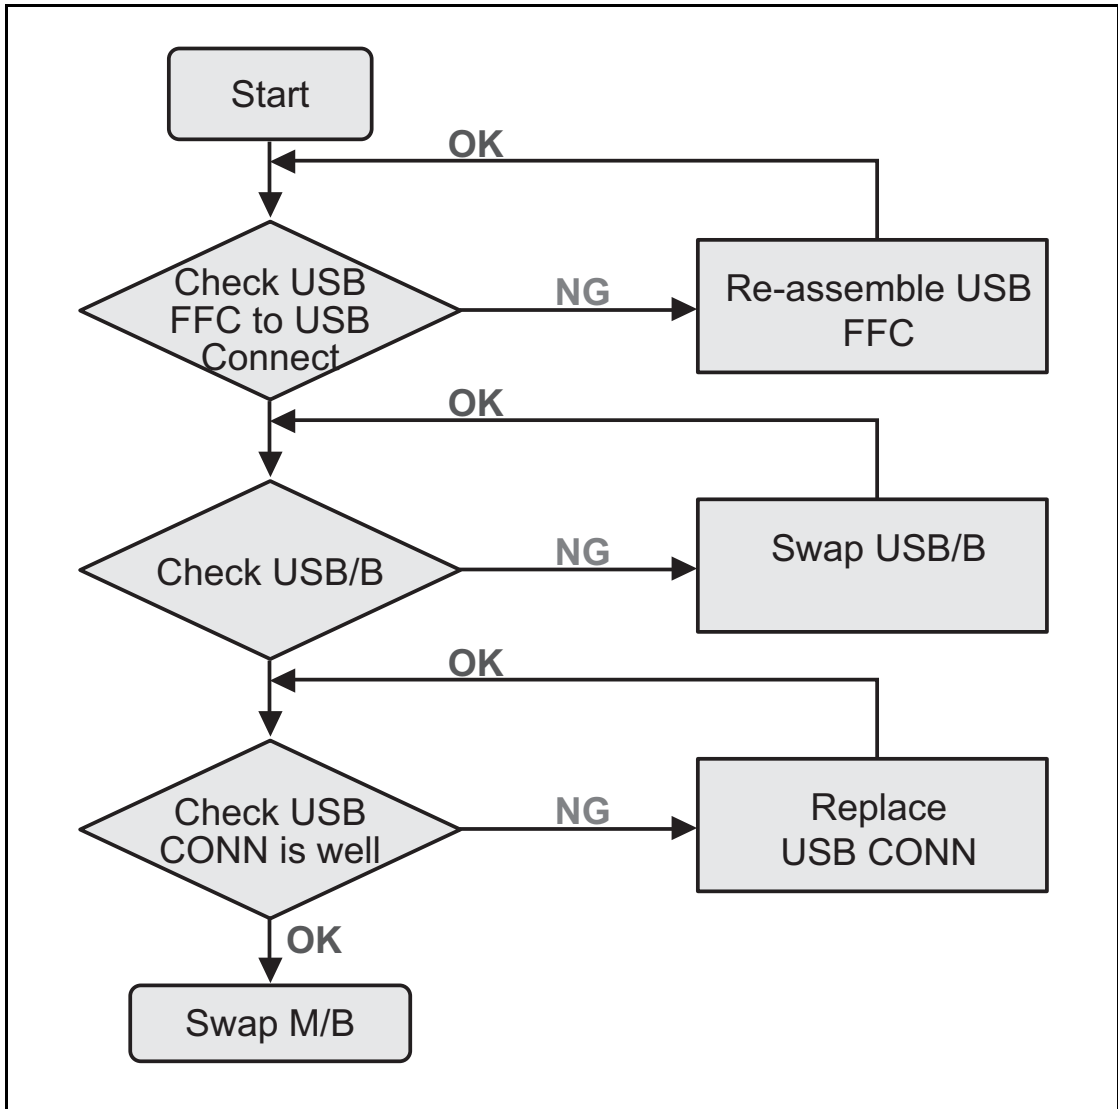 Start
OK
Check USB
FFC to USB
Connect
NG
Re-assemble USB
FFC
OK
Check USB/B
NG
Swap USB/B
OK
Check USB
CONN is well
NG
Replace
USB CONN
OK
Swap M/B